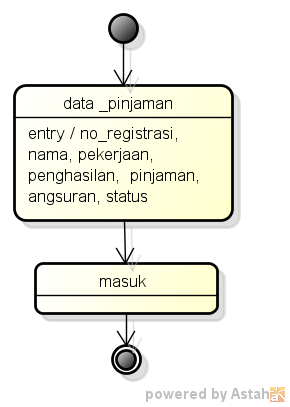 data _pinjaman
entry / no_registrasi,
nama, pekerjaan,
penghasilan, pinjaman,
angsuran, status
masuk
powered by Astah